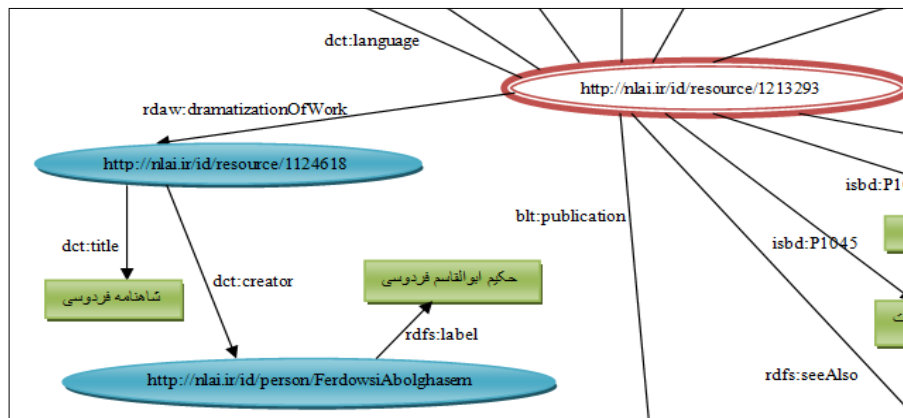 dct:language
http://nlai.ir/id/resource/1213293
rdaw:dramatizationOfWork
http://nlai.ir/id/resource/1124618
isbd:P10
blt:publication
dct:title
isbd:P1045
dct:creator
حکیم ابوالقاسم فردوسی
شاهنامه فردوسی
ت
rdfs:label
rdfs:seeAlso
http://nlai.ir/id/person/FerdowsiAbolghasem